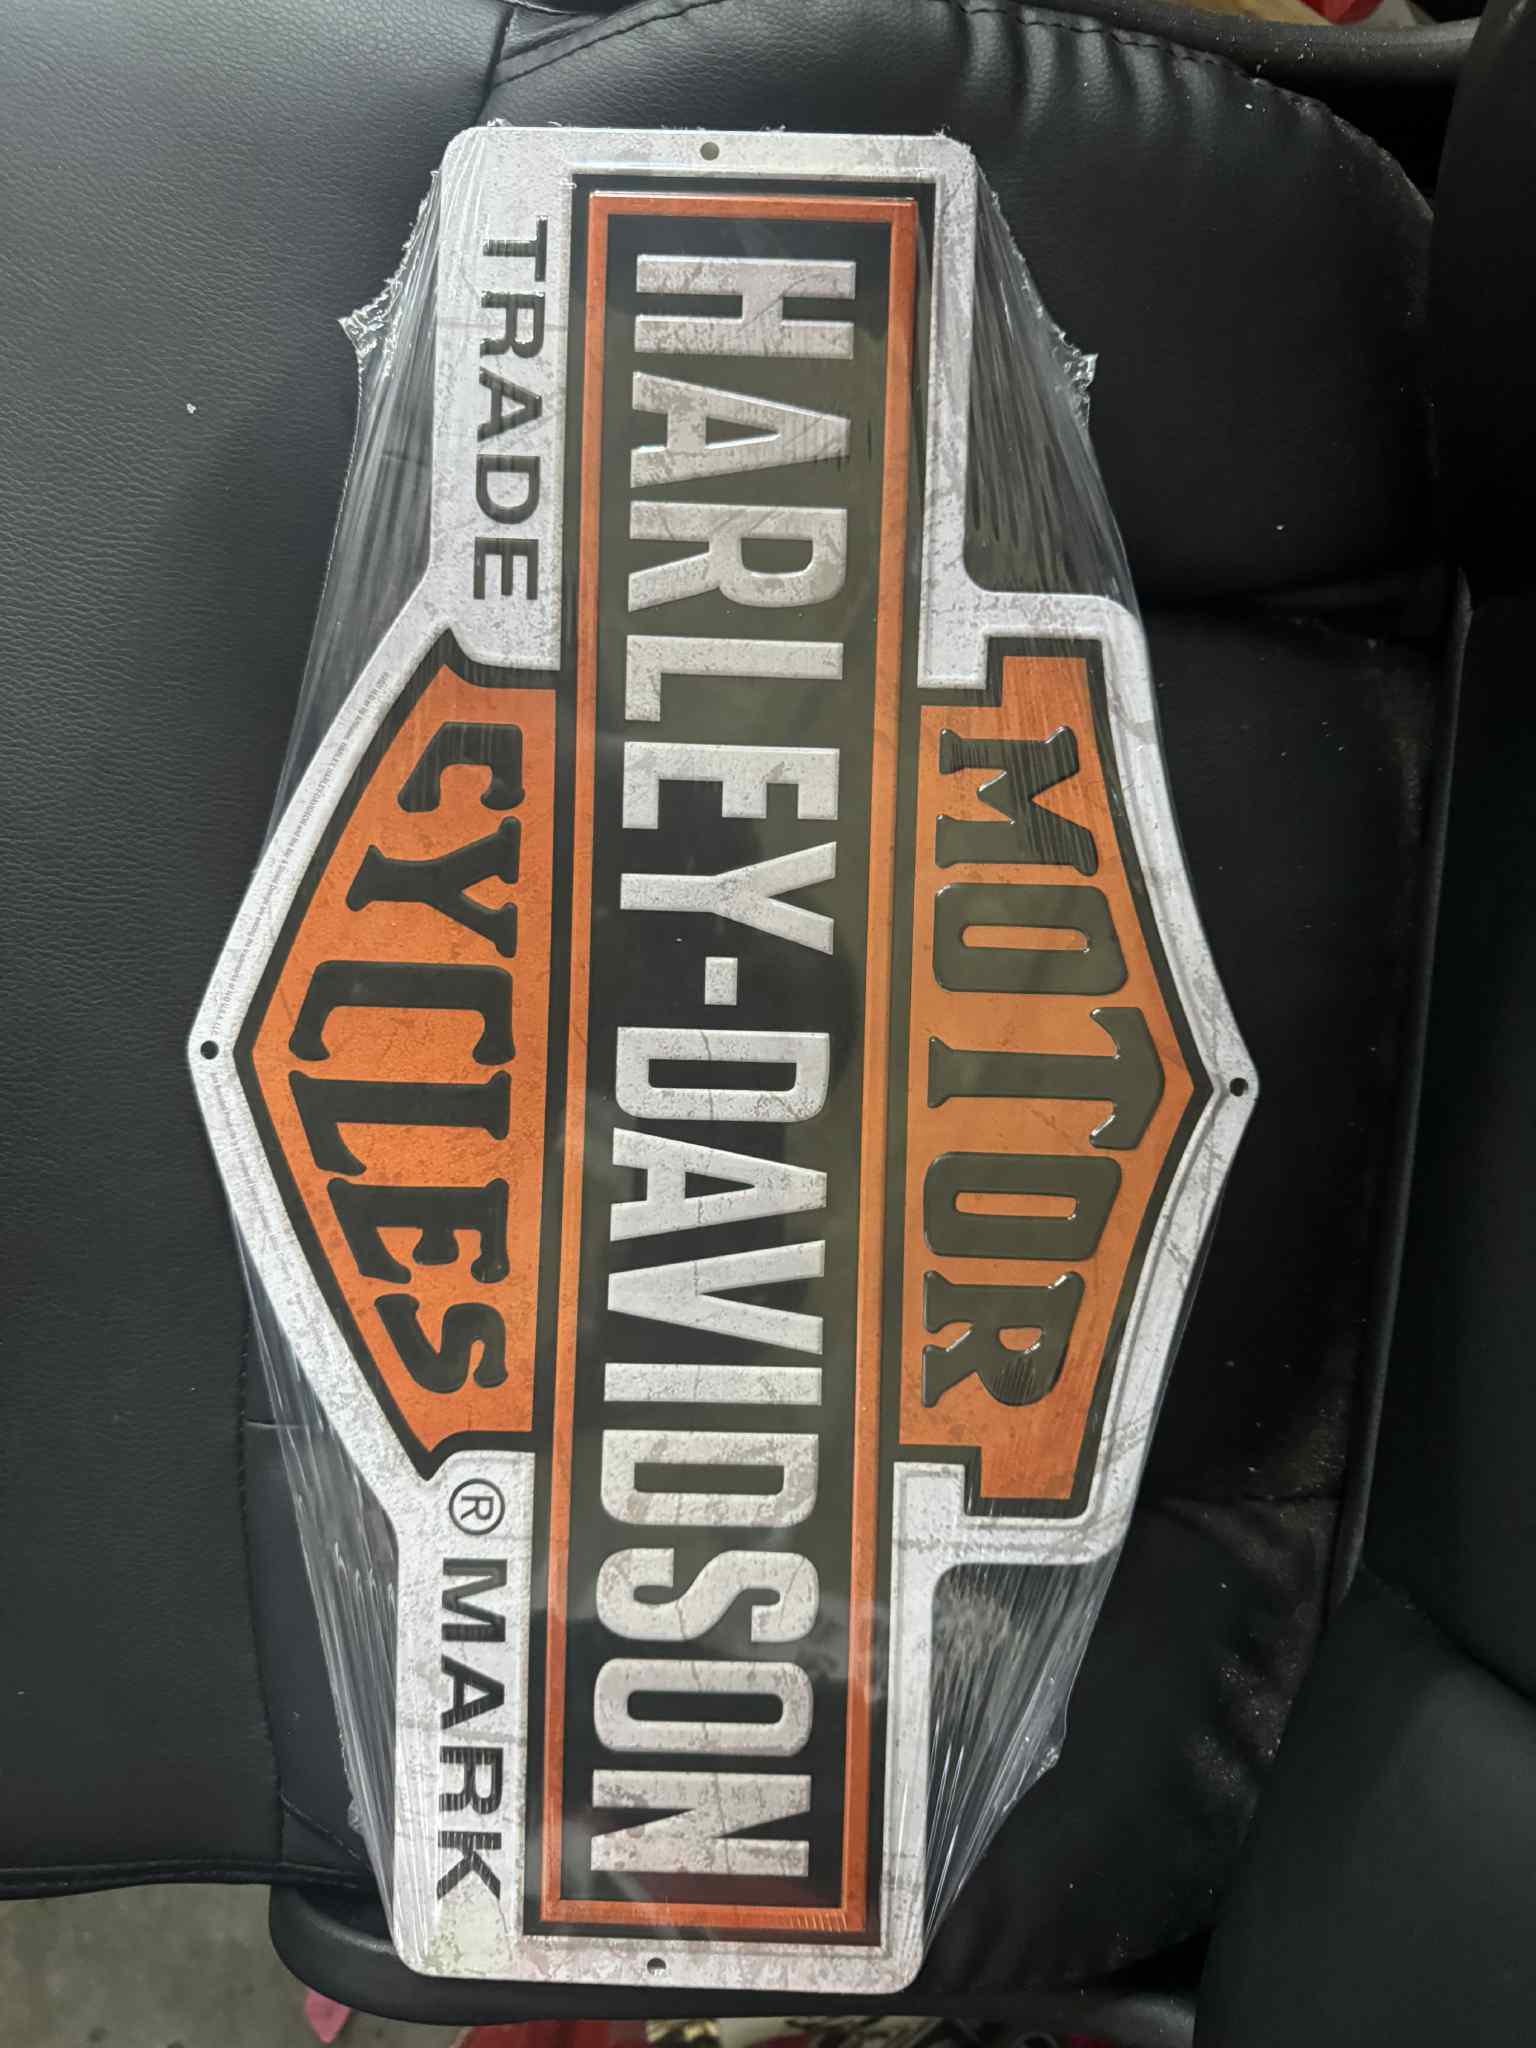 MOTOR
HARLEY-DAVIDSON
CYCLES
TRADE ® MARK